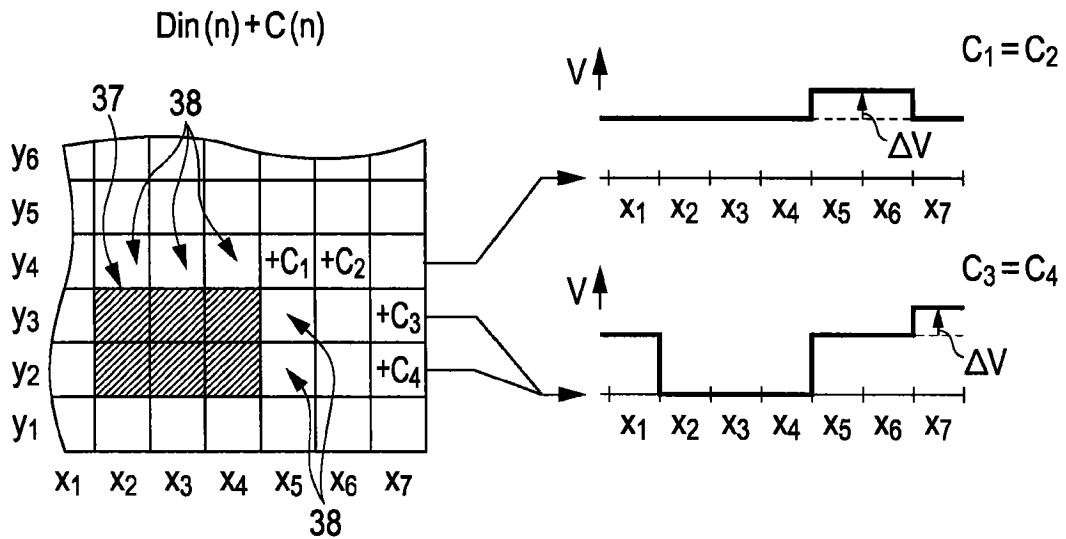 Din(n)+C(n)
37
38
y6
y5
y4
+C1
+C2
y3
+C3
y2
+C4
y1
x1 x2 x3 x4 x5 x6 x7
38
V
C1=C2
ΔV
x1 x2 x3 x4 x5 x6 x7
V
C3=C4
ΔV
x1 x2 x3 x4 x5 x6 x7